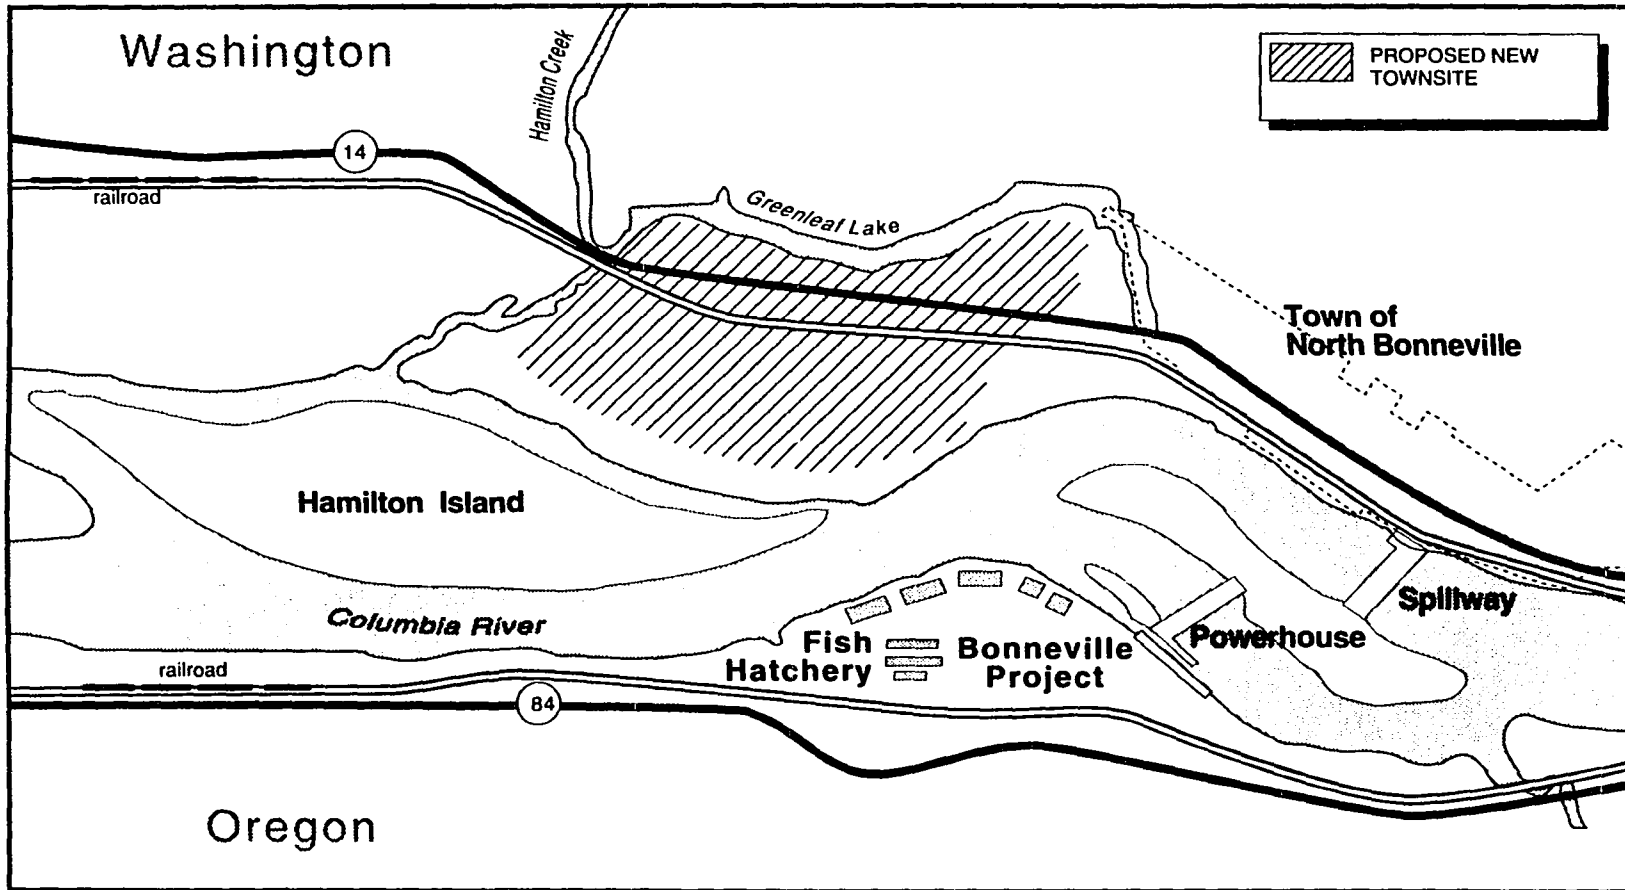 Washington
Hamilton Creek
PROPOSED NEW
TOWNSITE
14
railroad
Greenleaf Lake
Town of
North Bonneville
Hamilton Island
Columbia River
Spillway
Powerhouse
Fish
Hatchery
Bonneville
Project
railroad
84
Oregon